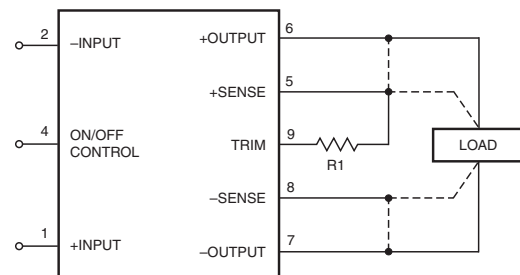 2
–INPUT
+OUTPUT
6
+SENSE
5
4
ON/OFF
CONTROL
TRIM
9
R1
LOAD
–SENSE
8
1
+INPUT
–OUTPUT
7